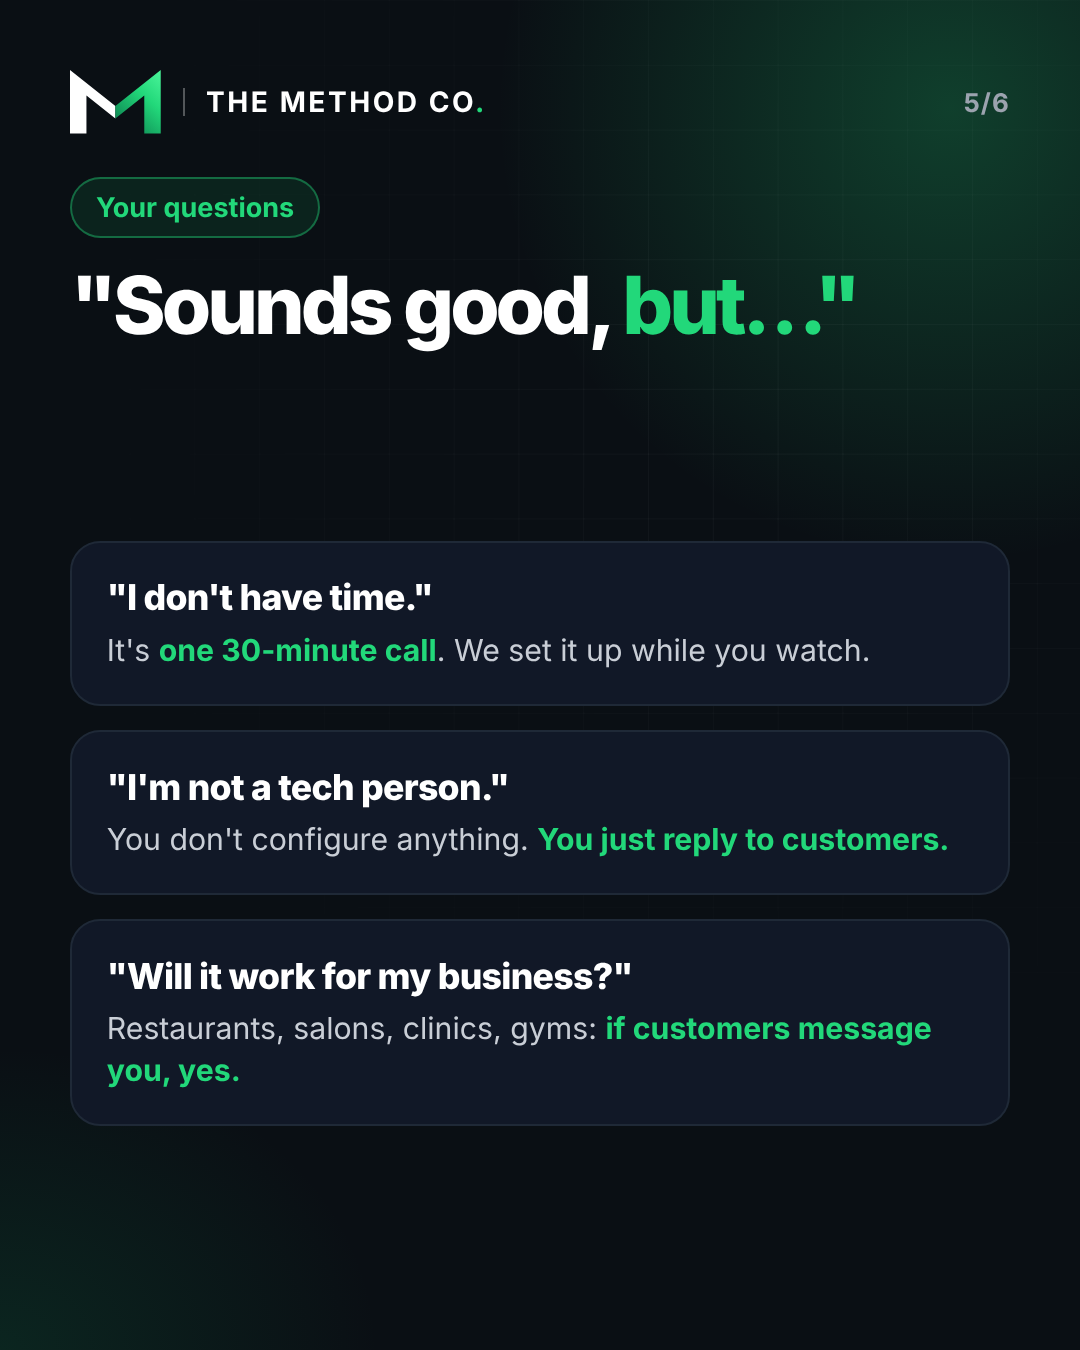 THE METHOD CO.
5/6
Your questions
"Sounds good, but..."
"I don't have time."
It's one 30-minute call. We set it up while you watch.
"I'm not a tech person."
You don't configure anything. You just reply to customers.
"Will it work for my business?"
Restaurants, salons, clinics, gyms: if customers message
you, yes.